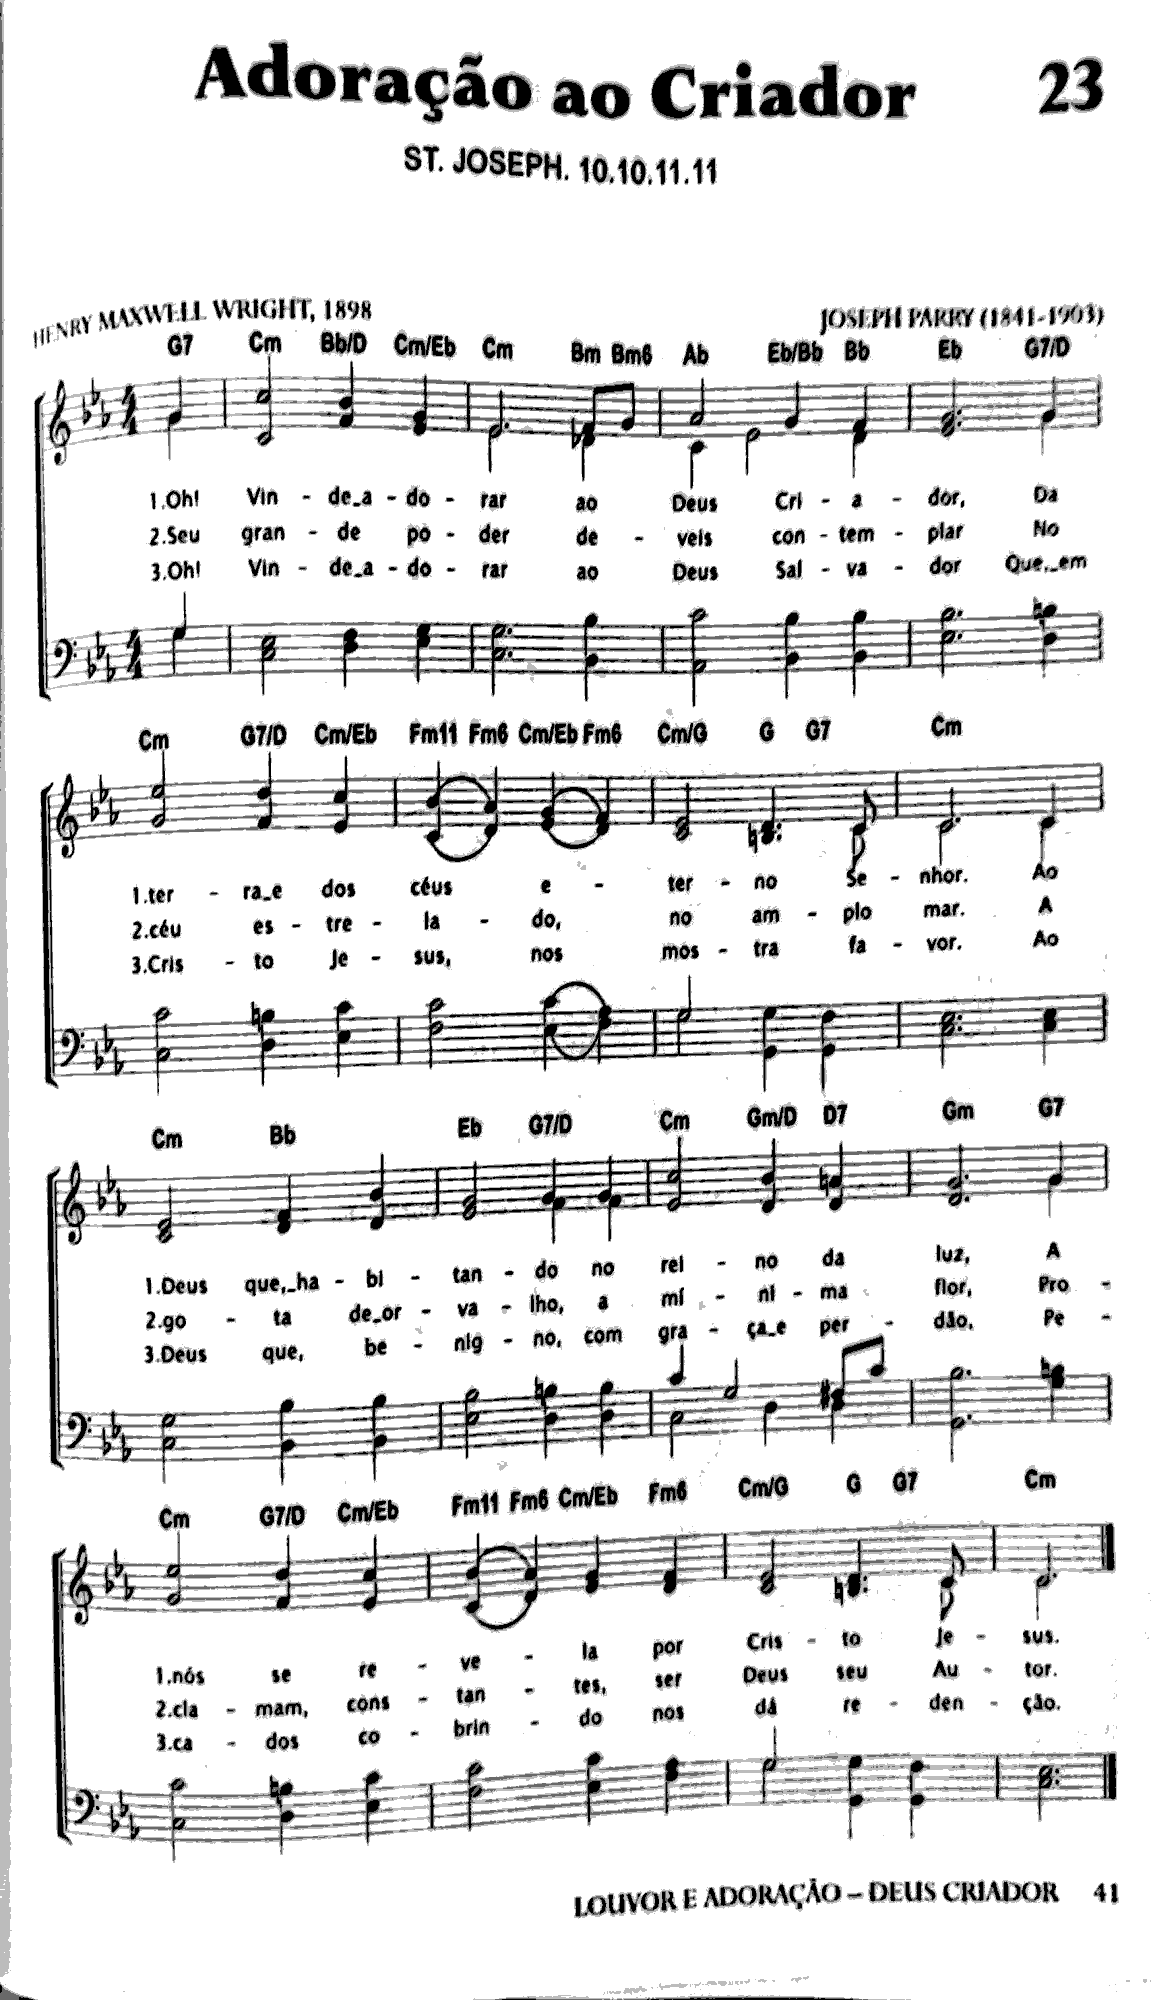 Adoração ao Criador 23
ST. JOSEPH. 10.10.11.11
HENRY MAXWELL WRIGHT, 1898
JOSEPH PARRY (1841-1903)
G7 Cm Bb/D Cm/Eb Cm Bm Bm6 Ab Eb/Bb Bb Eb G7/D
1.Oh! Vin - de_a - do - rar ao Deus Cri - a - dor, Da
2.Seu gran - de po - der de - veis con - tem - plar No
3.Oh! Vin - de_a - do - rar ao Deus Sal - va - dor Que,_em
Cm G7/D Cm/Eb Fm11 Fm6 Cm/Eb Fm6 Cm/G G G7 Cm
1.ter - ra_e dos céus e - ter - no Se - nhor. Ao
2.céu es - tre - la - do, no am - plo mar. A
3.Cris - to Je - sus, nos mos - tra fa - vor. Ao
Cm Bb Eb G7/D Cm Gm/D D7 Gm G7
1.Deus que,_ha - bi - tan - do no rei - no da luz, A
2.go - ta de_or - va - lho, a mí - ni - ma flor, Pro -
3.Deus que, be - nig - no, com gra - ça_e per - dão, Pe -
Cm G7/D Cm/Eb Fm11 Fm6 Cm/Eb Fm6 Cm/G G G7 Cm
1.nós se re - ve - la por Cris - to Je - sus.
2.cla - mam, cons - tan - tes, ser Deus seu Au - tor.
3.ca - dos co - brin - do nos dá re - den - ção.
LOUVOR E ADORAÇÃO – DEUS CRIADOR 41